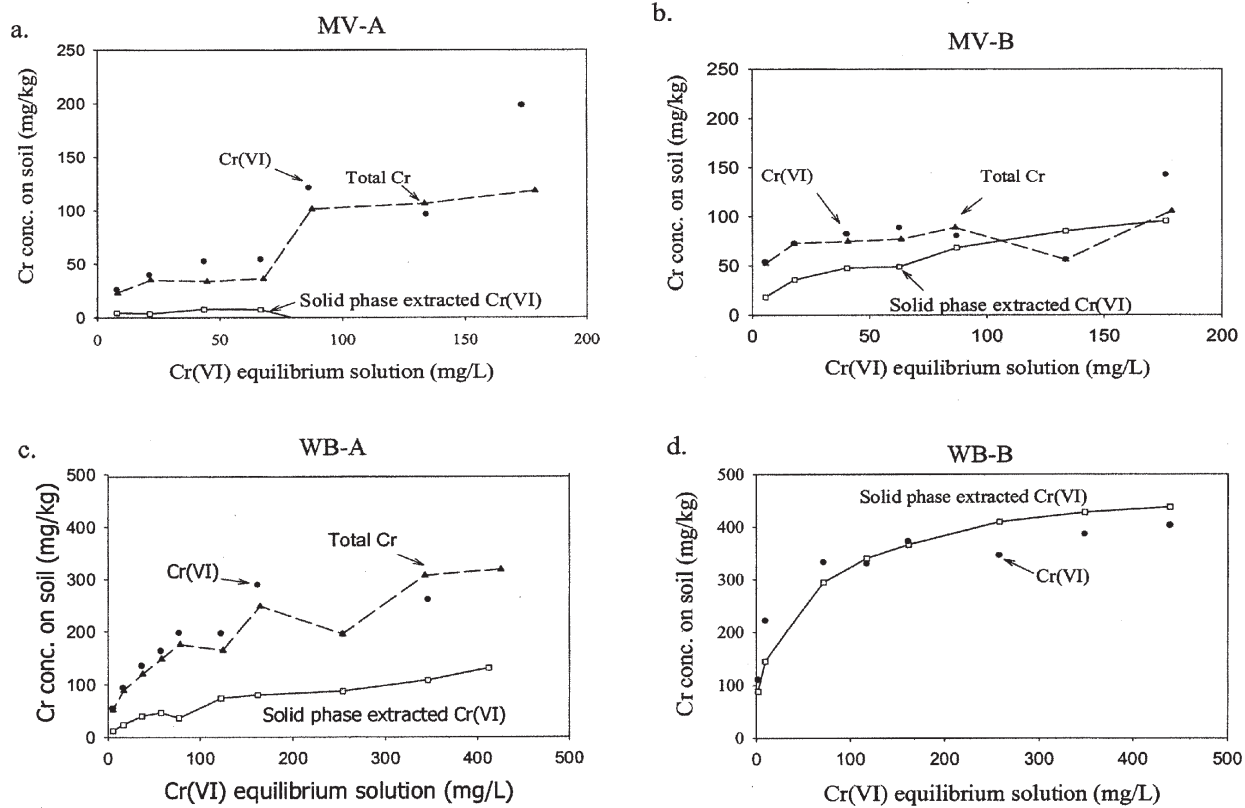 a.
MV-A
Cr conc. on soil (mg/kg)
250
200
150
100
50
0
Cr(VI)
Total Cr
Solid phase extracted Cr(VI)
0
50
100
150
200
Cr(VI) equilibrium solution (mg/L)
b.
MV-B
Cr conc. on soil (mg/kg)
250
200
150
100
50
0
Cr(VI)
Total Cr
Solid phase extracted Cr(VI)
0
50
100
150
200
Cr(VI) equilibrium solution (mg/L)
c.
WB-A
Cr conc. on soil (mg/kg)
500
400
300
200
100
0
Cr(VI)
Total Cr
Solid phase extracted Cr(VI)
0
100
200
300
400
500
Cr(VI) equilibrium solution (mg/L)
d.
WB-B
Cr conc. on soil (mg/kg)
500
400
300
200
100
0
Solid phase extracted Cr(VI)
Cr(VI)
0
100
200
300
400
500
Cr(VI) equilibrium solution (mg/L)